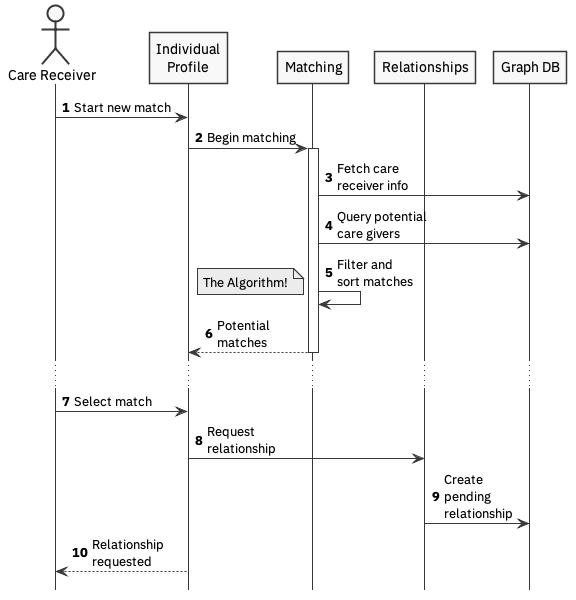 Care Receiver
Individual
Profile
Matching
Relationships
Graph DB
1 Start new match
2 Begin matching
3 Fetch care
receiver info
4 Query potential
care givers
5 Filter and
sort matches
The Algorithm!
6 Potential
matches
7 Select match
8 Request
relationship
9 Create
pending
relationship
10 Relationship
requested